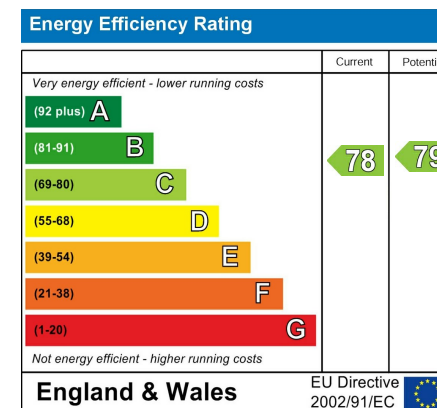 Energy Efficiency Rating
Current Potenti
Very energy efficient - lower running costs
(92 plus) A
(81-91) B
(69-80) C
(55-68) D
(39-54) E
(21-38) F
(1-20) G
78
79
Not energy efficient - higher running costs
England & Wales
EU Directive
2002/91/EC